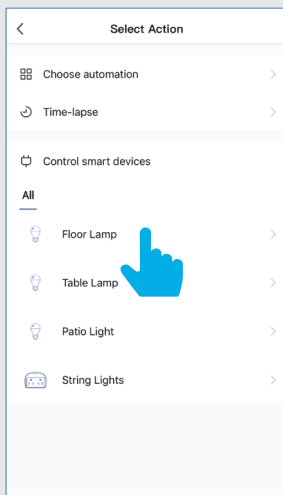 Select Action
Choose automation
Time-lapse
Control smart devices
All
Floor Lamp
Table Lamp
Patio Light
String Lights